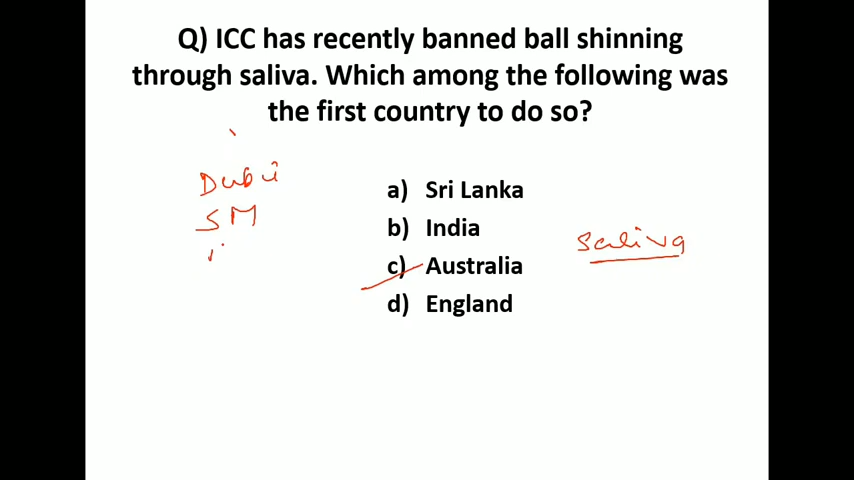 Q) ICC has recently banned ball shinning
through saliva. Which among the following was
the first country to do so?
Dubai
SM
a) Sri Lanka
b) India
c) Australia
d) England
Saliva